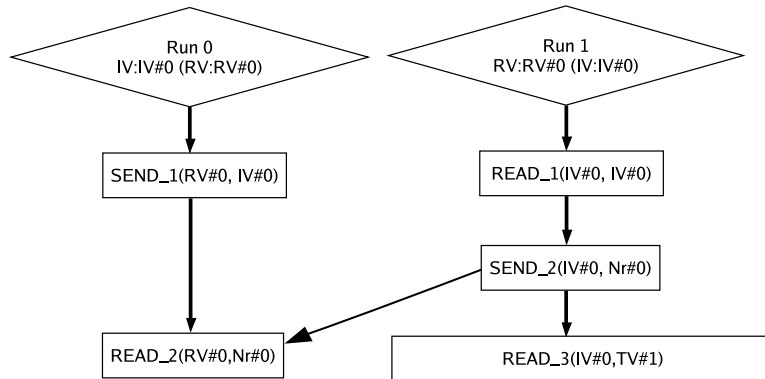 Run 0
IV:IV#0 (RV:RV#0)
Run 1
RV:RV#0 (IV:IV#0)
SEND_1(RV#0, IV#0)
READ_1(IV#0, IV#0)
SEND_2(IV#0, Nr#0)
READ_2(RV#0,Nr#0)
READ_3(IV#0,TV#1)